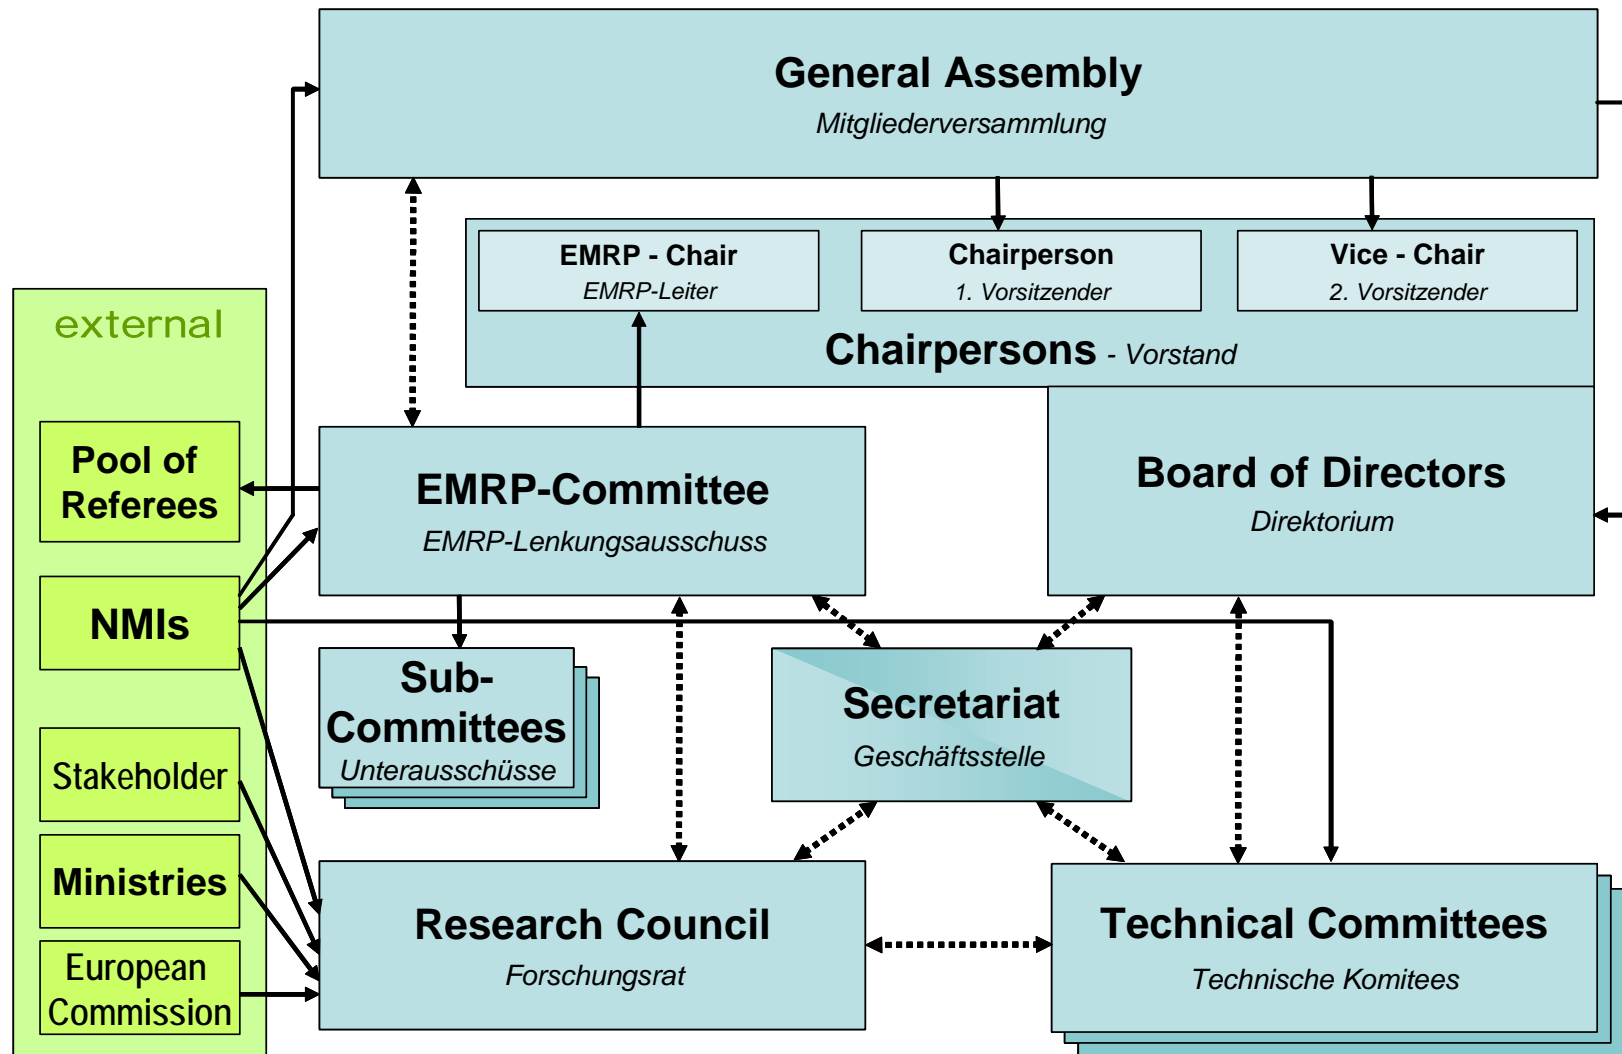 General Assembly
Mitgliederversammlung
EMRP - Chair
EMRP-Leiter
Chairperson
1. Vorsitzender
Vice - Chair
2. Vorsitzender
Chairpersons - Vorstand
external
Pool of
Referees
NMIs
Stakeholder
Ministries
European
Commission
EMRP-Committee
EMRP-Lenkungsausschuss
Board of Directors
Direktorium
Sub-
Committees
Unterausschüsse
Secretariat
Geschäftsstelle
Research Council
Forschungsrat
Technical Committees
Technische Komitees